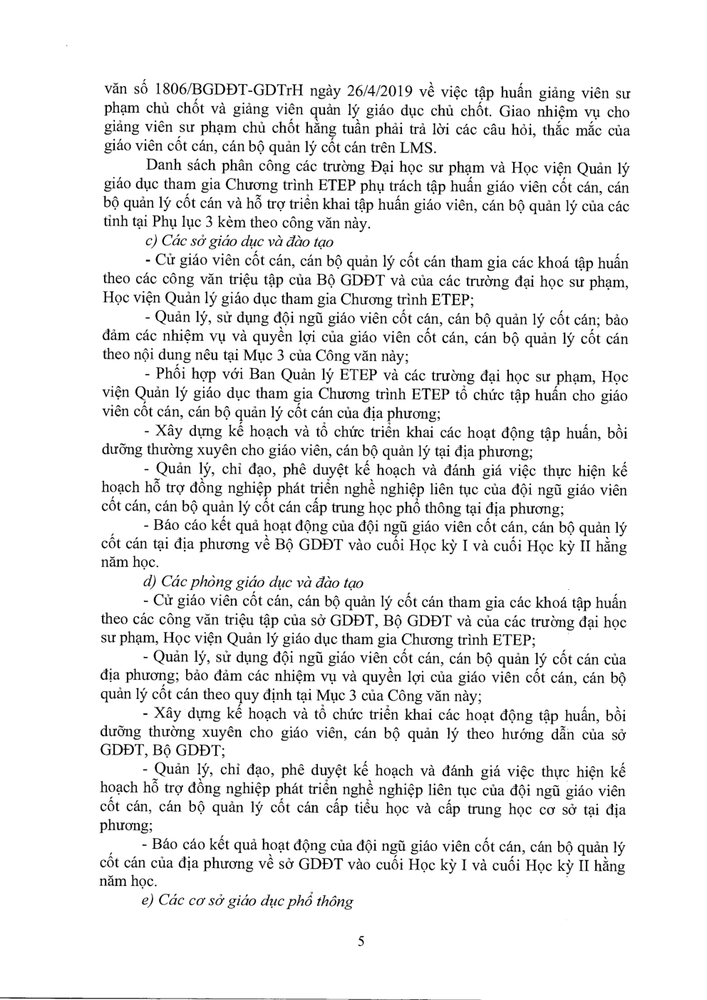 văn số 1806/BGDĐT-GDTrH ngày 26/4/2019 về việc tập huấn giảng viên sư
phạm chủ chốt và giảng viên quản lý giáo dục chủ chốt. Giao nhiệm vụ cho
giảng viên sư phạm chủ chốt hằng tuần phải trả lời các câu hỏi, thắc mắc của
giáo viên cốt cán, cán bộ quản lý cốt cán trên LMS.
Danh sách phân công các trường Đại học sư phạm và Học viện Quản lý
giáo dục tham gia Chương trình ETEP phụ trách tập huấn giáo viên cốt cán, cán
bộ quản lý cốt cán và hỗ trợ triển khai tập huấn giáo viên, cán bộ quản lý của các
tỉnh tại Phụ lục 3 kèm theo công văn này.
c) Các sở giáo dục và đào tạo
- Cử giáo viên cốt cán, cán bộ quản lý cốt cán tham gia các khoá tập huấn
theo các công văn triệu tập của Bộ GDĐT và của các trường đại học sư phạm,
Học viện Quản lý giáo dục tham gia Chương trình ETEP;
- Quản lý, sử dụng đội ngũ giáo viên cốt cán, cán bộ quản lý cốt cán; bảo
đảm các nhiệm vụ và quyền lợi của giáo viên cốt cán, cán bộ quản lý cốt cán
theo nội dung nêu tại Mục 3 của Công văn này;
- Phối hợp với Ban Quản lý ETEP và các trường đại học sư phạm, Học
viện Quản lý giáo dục tham gia Chương trình ETEP tổ chức tập huấn cho giáo
viên cốt cán, cán bộ quản lý cốt cán của địa phương;
- Xây dựng kế hoạch và tổ chức triển khai các hoạt động tập huấn, bồi
dưỡng thường xuyên cho giáo viên, cán bộ quản lý tại địa phương;
- Quản lý, chỉ đạo, phê duyệt kế hoạch và đánh giá việc thực hiện kế
hoạch hỗ trợ đồng nghiệp phát triển nghề nghiệp liên tục của đội ngũ giáo viên
cốt cán, cán bộ quản lý cốt cán cấp trung học phổ thông tại địa phương;
- Báo cáo kết quả hoạt động của đội ngũ giáo viên cốt cán, cán bộ quản lý
cốt cán tại địa phương về Bộ GDĐT vào cuối Học kỳ I và cuối Học kỳ II hằng
năm học.
d) Các phòng giáo dục và đào tạo
- Cử giáo viên cốt cán, cán bộ quản lý cốt cán tham gia các khoá tập huấn
theo các công văn triệu tập của sở GDĐT, Bộ GDĐT và của các trường đại học
sư phạm, Học viện Quản lý giáo dục tham gia Chương trình ETEP;
- Quản lý, sử dụng đội ngũ giáo viên cốt cán, cán bộ quản lý cốt cán của
địa phương; bảo đảm các nhiệm vụ và quyền lợi của giáo viên cốt cán, cán bộ
quản lý cốt cán theo quy định tại Mục 3 của Công văn này;
- Xây dựng kế hoạch và tổ chức triển khai các hoạt động tập huấn, bồi
dưỡng thường xuyên cho giáo viên, cán bộ quản lý theo hướng dẫn của sở
GDĐT, Bộ GDĐT;
- Quản lý, chỉ đạo, phê duyệt kế hoạch và đánh giá việc thực hiện kế
hoạch hỗ trợ đồng nghiệp phát triển nghề nghiệp liên tục của đội ngũ giáo viên
cốt cán, cán bộ quản lý cốt cán cấp tiểu học và cấp trung học cơ sở tại địa
phương;
- Báo cáo kết quả hoạt động của đội ngũ giáo viên cốt cán, cán bộ quản lý
cốt cán của địa phương về sở GDĐT vào cuối Học kỳ I và cuối Học kỳ II hằng
năm học.
e) Các cơ sở giáo dục phổ thông
5